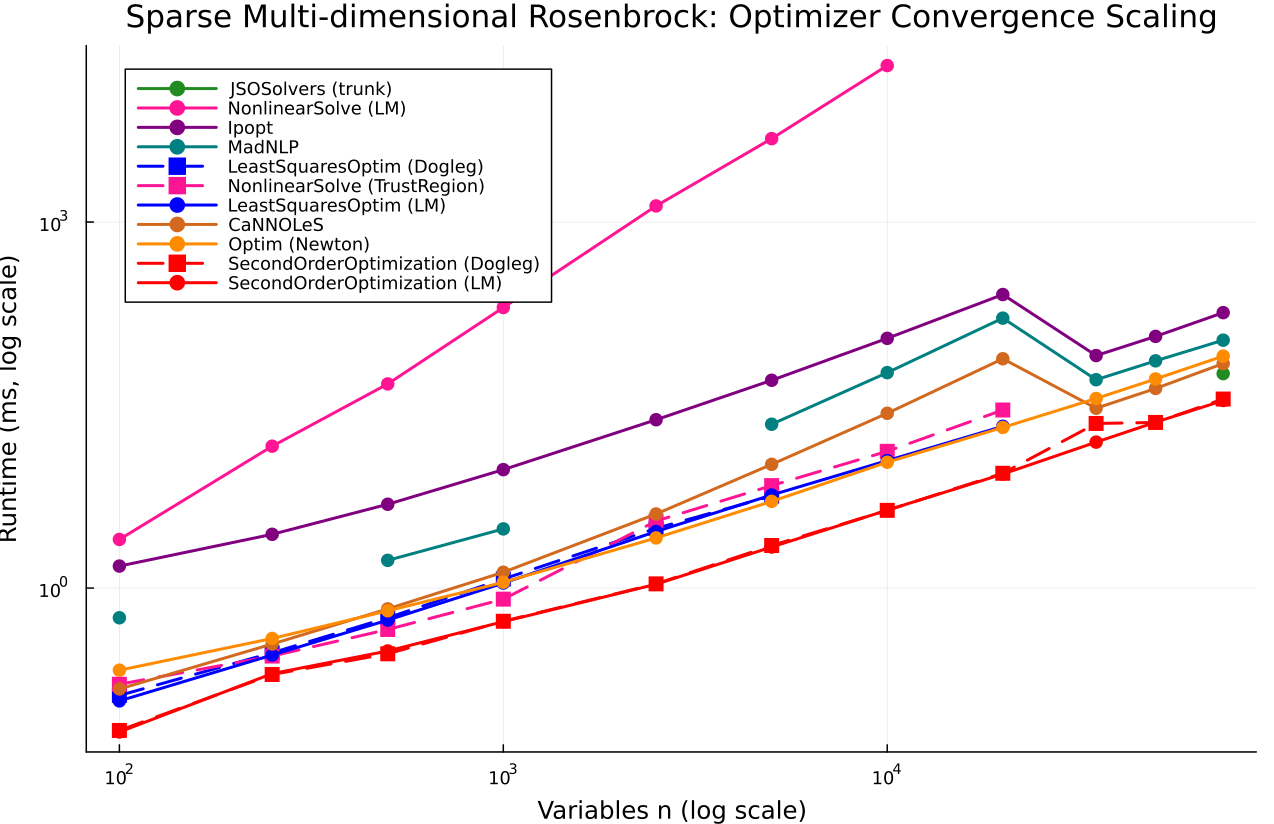 Sparse Multi-dimensional Rosenbrock: Optimizer Convergence Scaling
JSOSolvers (trunk)
NonlinearSolve (LM)
Ipopt
MadNLP
LeastSquaresOptim (Dogleg)
NonlinearSolve (TrustRegion)
LeastSquaresOptim (LM)
CaNNOLeS
Optim (Newton)
SecondOrderOptimization (Dogleg)
SecondOrderOptimization (LM)
Runtime (ms, log scale)
10³
10⁰
10² 10³ 10⁴
Variables n (log scale)